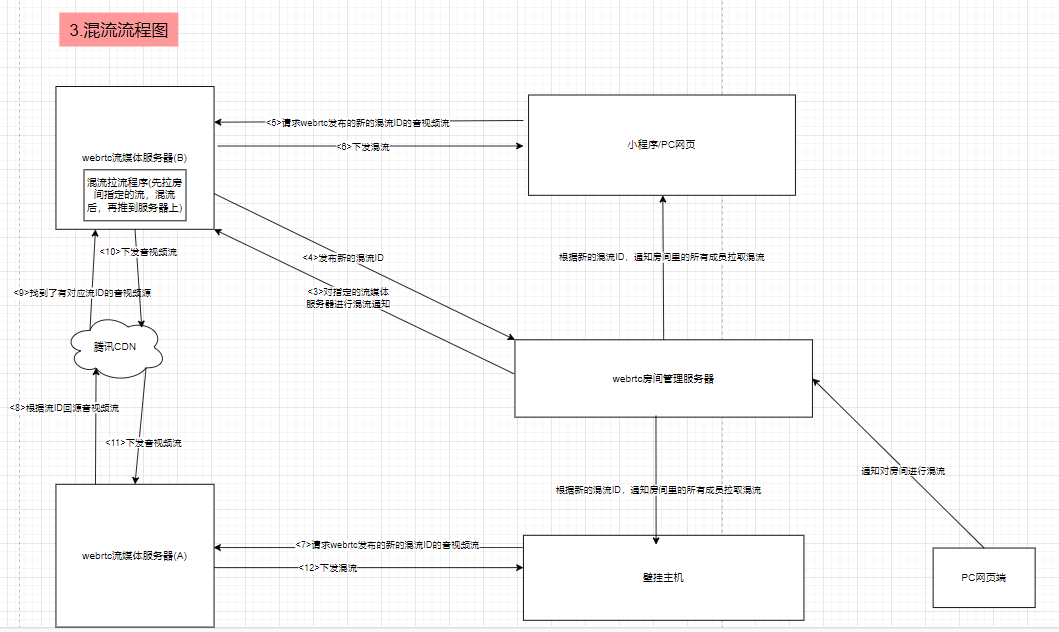 3.混流流程图
<5>请求webrtc发布的新的混流ID的音视频流
小程序/PC网页
<6>下发混流
webrtc流媒体服务器(B)
混流拉流程序(先拉房
间指定的流，混流
后，再推到服务器上)
<10>下发音视频流
<4>发布新的混流ID
根据新的混流ID，通知房间里的所有成员拉取混流
<9>找到了有对应流ID的音视频源
<3>对指定的流媒体
服务器进行混流通知
腾讯CDN
webrtc房间管理服务器
<8>根据流ID回源音视频流
<11>下发音视频流
通知对房间进行混流
根据新的混流ID，通知房间里的所有成员拉取混流
<7>请求webrtc发布的新的混流ID的音视频流
webrtc流媒体服务器(A)
<12>下发混流
壁挂主机
PC网页端